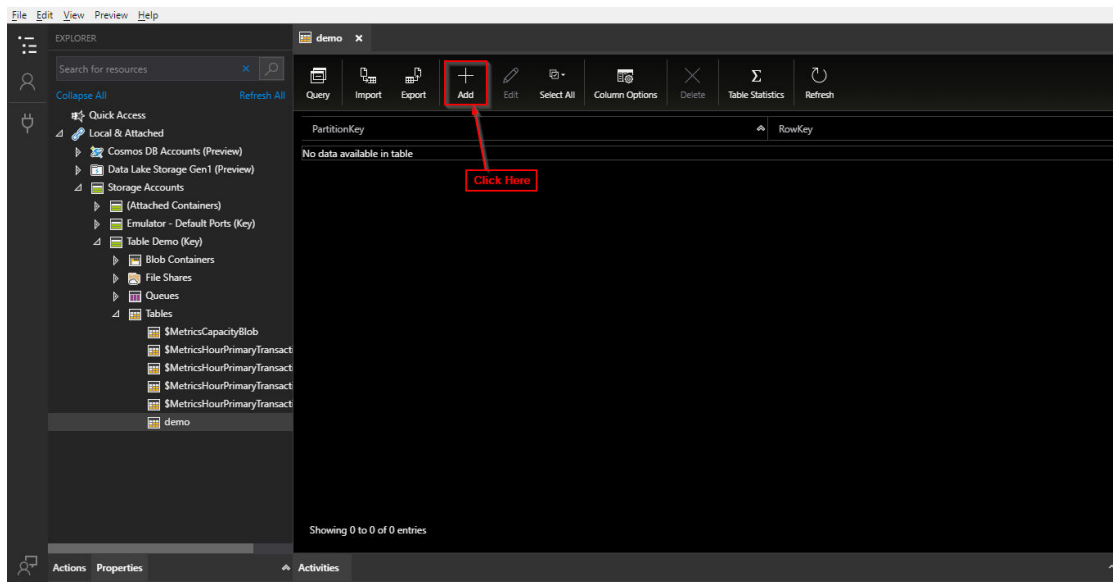 File Edit View Preview Help
EXPLORER
demo
Search for resources
Collapse All Refresh All
Query Import Export Add Edit Select All Column Options Delete Table Statistics Refresh
Quick Access
PartitionKey RowKey
Local & Attached
Cosmos DB Accounts (Preview)
No data available in table
Data Lake Storage Gen1 (Preview)
Click Here
Storage Accounts
(Attached Containers)
Emulator - Default Ports (Key)
Table Demo (Key)
Blob Containers
File Shares
Queues
Tables
$MetricsCapacityBlob
$MetricsHourPrimaryTransact
$MetricsHourPrimaryTransact
$MetricsHourPrimaryTransact
$MetricsHourPrimaryTransact
demo
Showing 0 to 0 of 0 entries
Actions Properties Activities